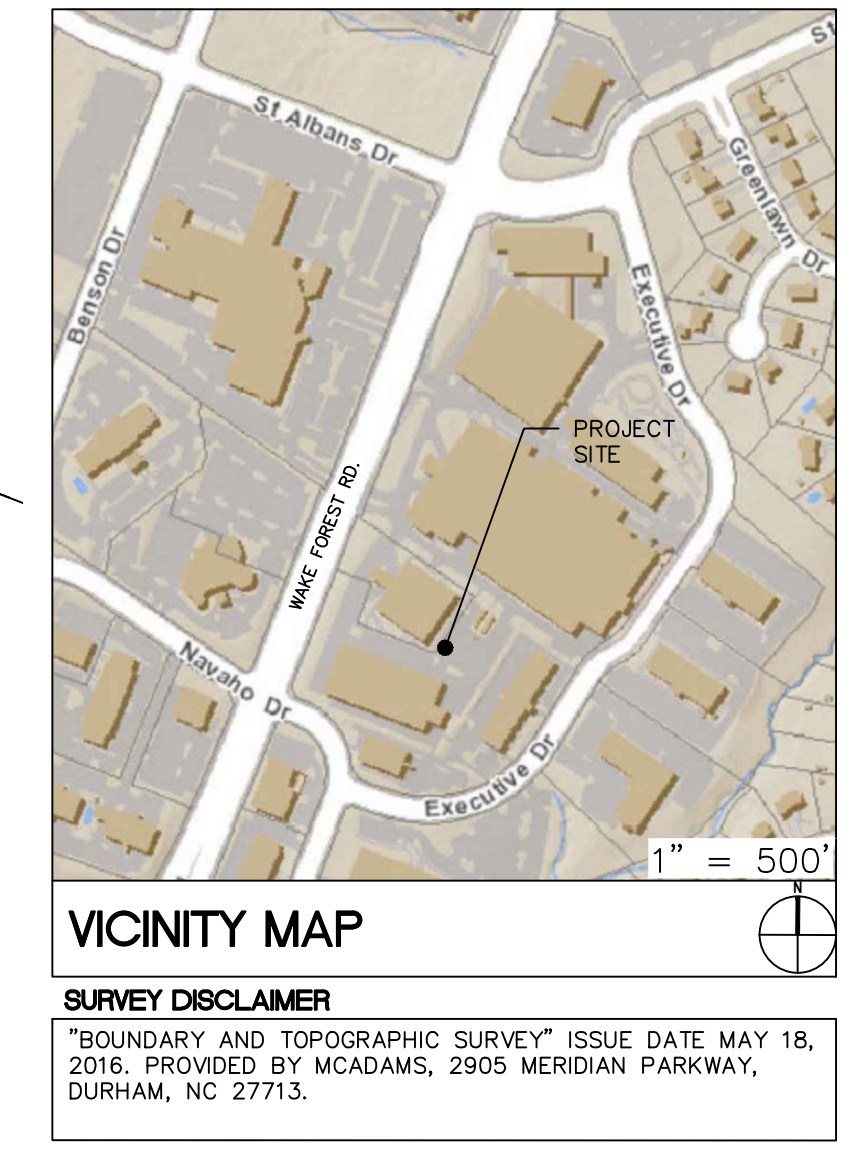 St
St Albans Dr
Greenlawn Dr
Benson Dr
Executive Dr
PROJECT
SITE
WAKE FOREST RD.
Navaho Dr
Executive Dr
1" = 500'
N
VICINITY MAP
SURVEY DISCLAIMER
"BOUNDARY AND TOPOGRAPHIC SURVEY" ISSUE DATE MAY 18,
2016. PROVIDED BY MCADAMS, 2905 MERIDIAN PARKWAY,
DURHAM, NC 27713.